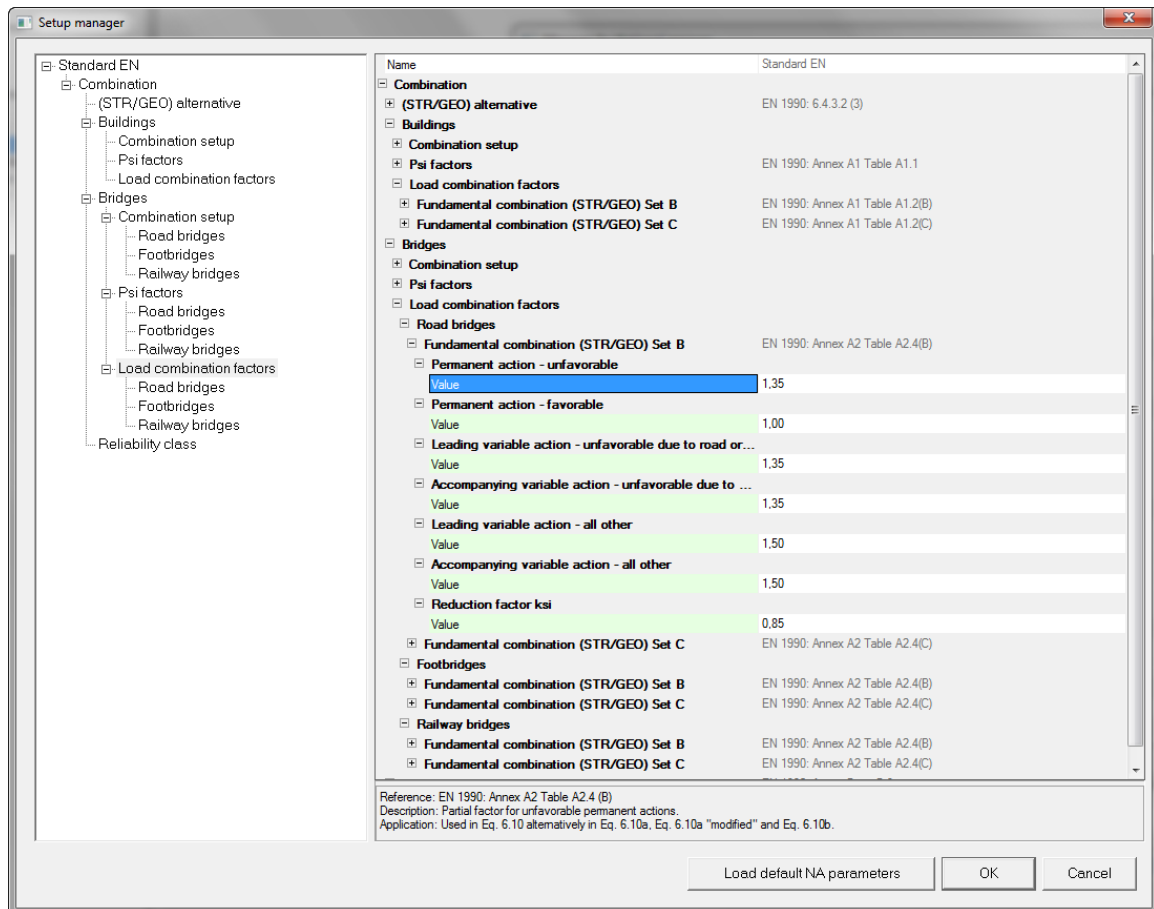 Setup manager
Standard EN
Combination
(STR/GEO) alternative
Buildings
Combination setup
Psi factors
Load combination factors
Bridges
Combination setup
Road bridges
Footbridges
Railway bridges
Psi factors
Road bridges
Footbridges
Railway bridges
Load combination factors
Road bridges
Footbridges
Railway bridges
Reliability class
Name Standard EN
Combination
(STR/GEO) alternative EN 1990: 6.4.3.2 (3)
Buildings
Combination setup
Psi factors EN 1990: Annex A1 Table A1.1
Load combination factors
Fundamental combination (STR/GEO) Set B EN 1990: Annex A1 Table A1.2(B)
Fundamental combination (STR/GEO) Set C EN 1990: Annex A1 Table A1.2(C)
Bridges
Combination setup
Psi factors
Load combination factors
Road bridges
Fundamental combination (STR/GEO) Set B EN 1990: Annex A2 Table A2.4(B)
Permanent action - unfavorable
Value 1,35
Permanent action - favorable
Value 1,00
Leading variable action - unfavorable due to road or...
Value 1,35
Accompanying variable action - unfavorable due to ...
Value 1,35
Leading variable action - all other
Value 1,50
Accompanying variable action - all other
Value 1,50
Reduction factor ksi
Value 0,85
Fundamental combination (STR/GEO) Set C EN 1990: Annex A2 Table A2.4(C)
Footbridges
Fundamental combination (STR/GEO) Set B EN 1990: Annex A2 Table A2.4(B)
Fundamental combination (STR/GEO) Set C EN 1990: Annex A2 Table A2.4(C)
Railway bridges
Fundamental combination (STR/GEO) Set B EN 1990: Annex A2 Table A2.4(B)
Fundamental combination (STR/GEO) Set C EN 1990: Annex A2 Table A2.4(C)
Reference: EN 1990: Annex A2 Table A2.4 (B)
Description: Partial factor for unfavorable permanent actions.
Application: Used in Eq. 6.10 alternatively in Eq. 6.10a, Eq. 6.10a "modified" and Eq. 6.10b.
Load default NA parameters OK Cancel